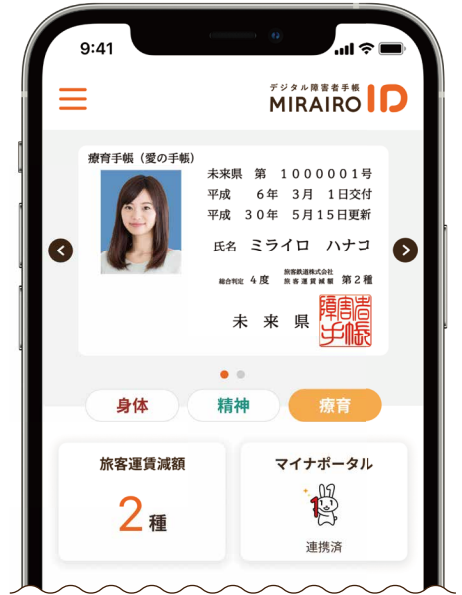 9:41
デジタル障害者手帳
MIRAIRO ID
療育手帳（愛の手帳）
未来県 第 １０００００１号
平成 ６年 ３月 １日交付
平成 ３０年 ５月１５日更新
氏名 ミライロ ハナコ
旅客鉄道株式会社
総合判定 ４度 旅客運賃減額 第２種
未来県
障害者
手帳
身体 精神 療育
旅客運賃減額
2種
マイナポータル
1
連携済